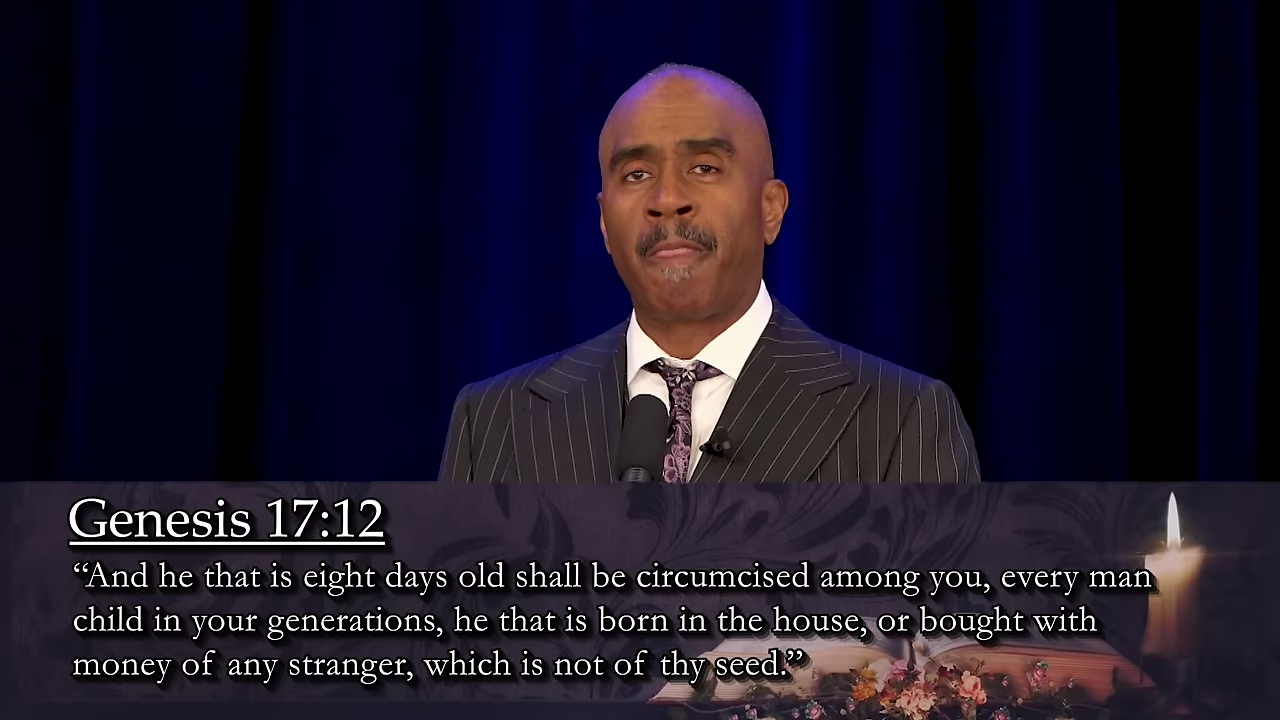 Genesis 17:12
“And he that is eight days old shall be circumcised among you, every man
child in your generations, he that is born in the house, or bought with
money of any stranger, which is not of thy seed.”